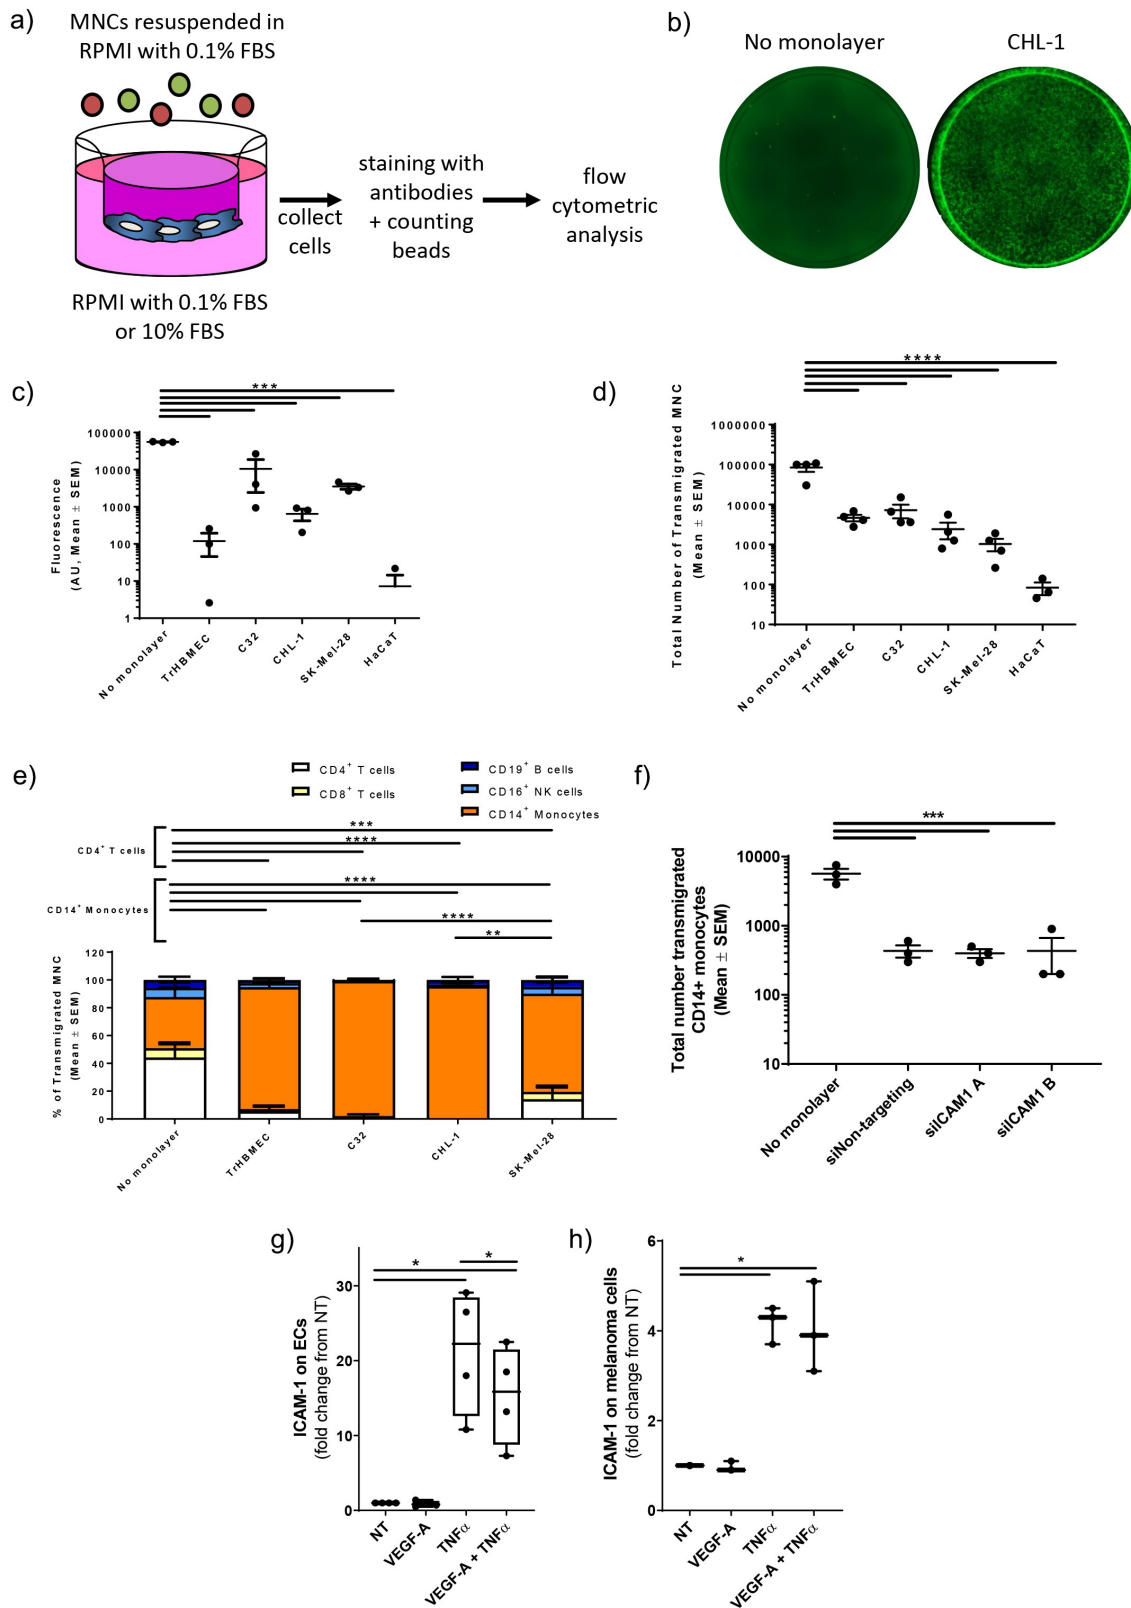 a)
MNCs resuspended in
RPMI with 0.1% FBS
collect
cells
staining with
antibodies
+ counting
beads
flow
cytometric
analysis
RPMI with 0.1% FBS
or 10% FBS
b)
No monolayer
CHL-1
c)
***
Fluorescence
(AU, Mean ± SEM)
100000
10000
1000
100
10
1
No monolayer
TrHBMEC
C32
CHL-1
SK-Mel-28
HaCaT
d)
****
Total Number of Transmigrated MNC
(Mean ± SEM)
1000000
100000
10000
1000
100
10
No monolayer
TrHBMEC
C32
CHL-1
SK-Mel-28
HaCaT
e)
CD4+ T cells
CD8+ T cells
CD19+ B cells
CD16+ NK cells
CD14+ Monocytes
CD4+ T cells
***
****
CD14+ Monocytes
****
****
**
% of Transmigrated MNC
(Mean ± SEM)
120
100
80
60
40
20
0
No monolayer
TrHBMEC
C32
CHL-1
SK-Mel-28
f)
***
Total number transmigrated
CD14+ monocytes
(Mean ± SEM)
10000
1000
100
10
No monolayer
siNon-targeting
siICAM1 A
siICAM1 B
g)
*
*
ICAM-1 on ECs
(fold change from NT)
30
20
10
0
NT
VEGF-A
TNFα
VEGF-A + TNFα
h)
*
ICAM-1 on melanoma cells
(fold change from NT)
6
4
2
0
NT
VEGF-A
TNFα
VEGF-A + TNFα